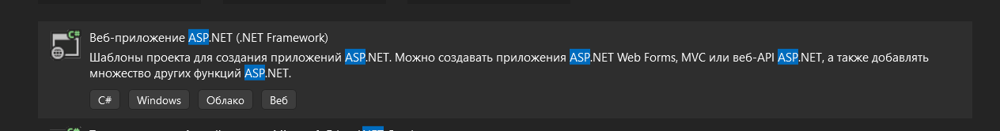 C#
Веб-приложение ASP.NET (.NET Framework)
Шаблоны проекта для создания приложений ASP.NET. Можно создавать приложения ASP.NET Web Forms, MVC или веб-API ASP.NET, а также добавлять
множество других функций ASP.NET.
C# Windows Облако Веб